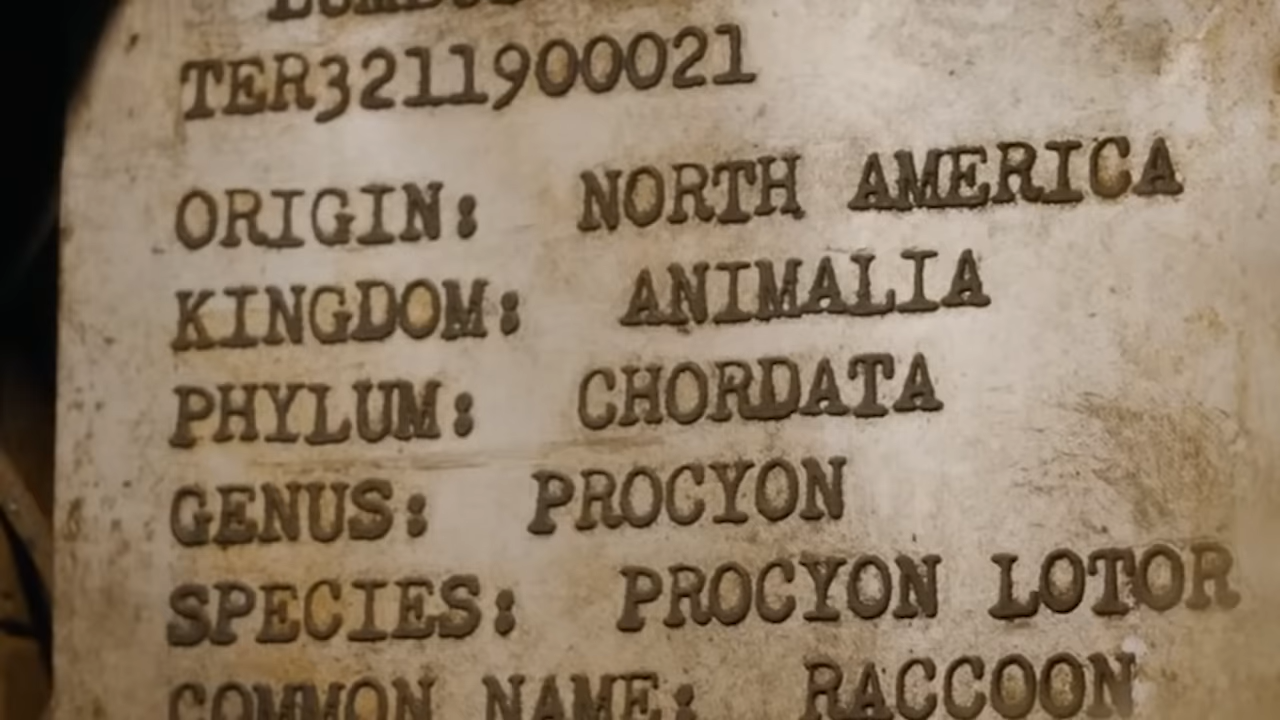 TER3211900021
ORIGIN: NORTH AMERICA
KINGDOM: ANIMALIA
PHYLUM: CHORDATA
GENUS: PROCYON
SPECIES: PROCYON LOTOR
COMMON NAME: RACCOON